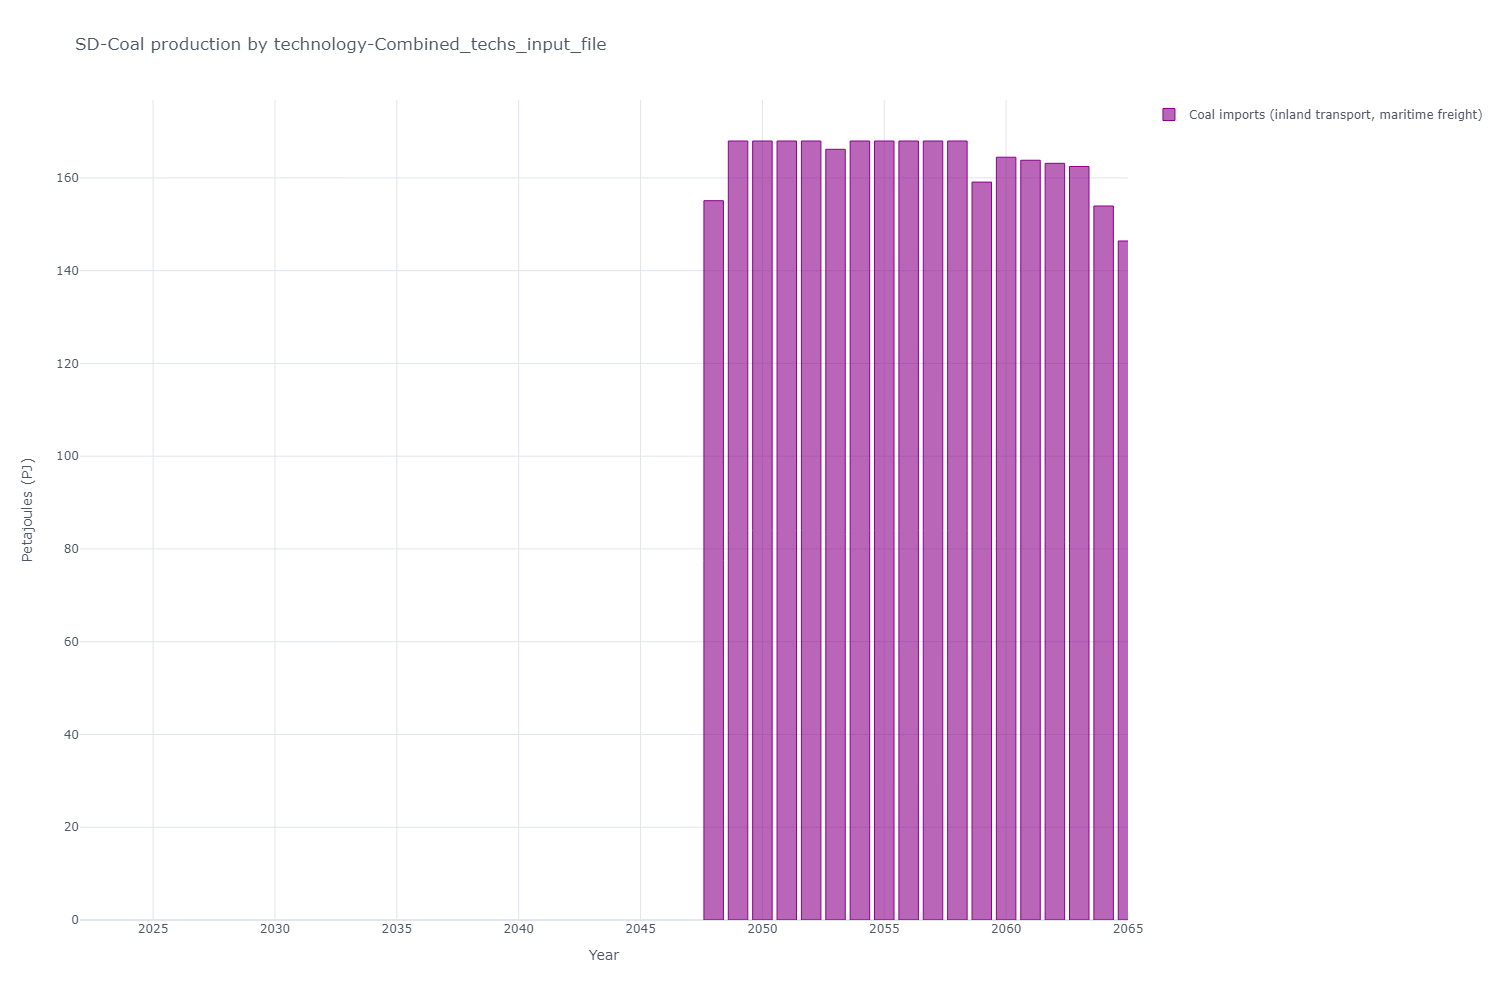 SD-Coal production by technology-Combined_techs_input_file
Coal imports (inland transport, maritime freight)
Petajoules (PJ)
160
140
120
100
80
60
40
20
0
2025 2030 2035 2040 2045 2050 2055 2060 2065
Year